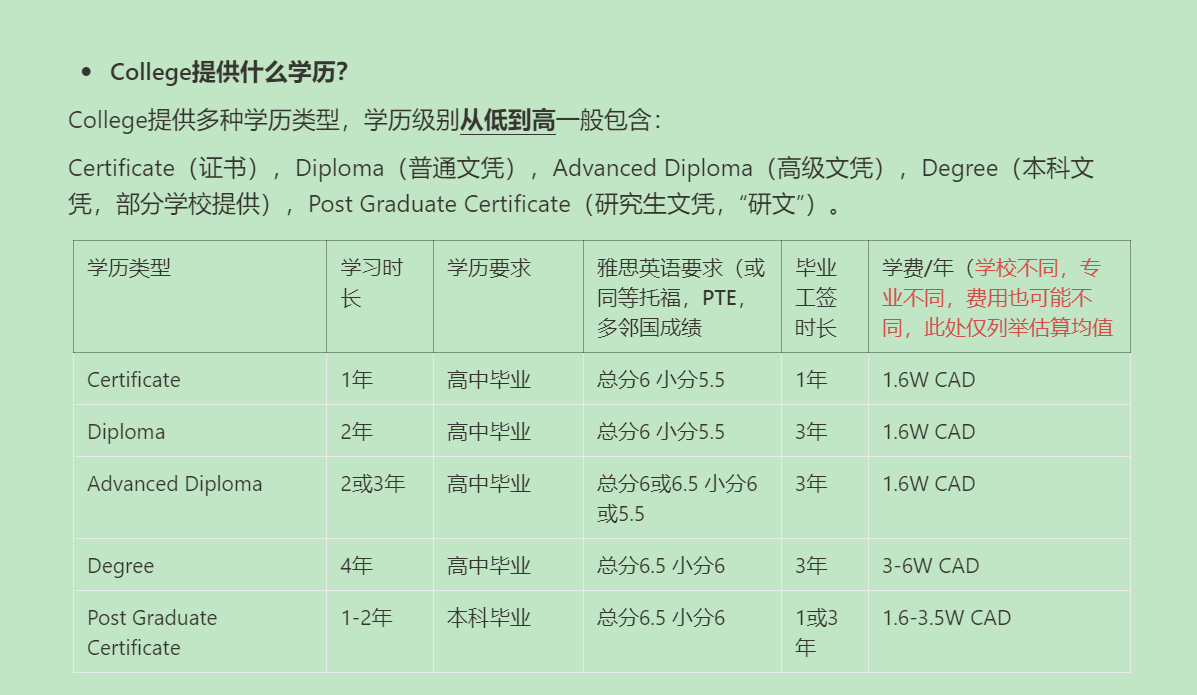 • College提供什么学历？
College提供多种学历类型，学历级别从低到高一般包含：
Certificate（证书），Diploma（普通文凭），Advanced Diploma（高级文凭），Degree（本科文
凭，部分学校提供），Post Graduate Certificate（研究生文凭，“研文”）。
学历类型
学习时
长
学历要求
雅思英语要求（或
同等托福，PTE，
多邻国成绩
毕业
工签
时长
学费/年（学校不同，专
业不同，费用也可能不
同，此处仅列举估算均值
Certificate
1年
高中毕业
总分6 小分5.5
1年
1.6W CAD
Diploma
2年
高中毕业
总分6 小分5.5
3年
1.6W CAD
Advanced Diploma
2或3年
高中毕业
总分6或6.5 小分6
或5.5
3年
1.6W CAD
Degree
4年
高中毕业
总分6.5 小分6
3年
3-6W CAD
Post Graduate
Certificate
1-2年
本科毕业
总分6.5 小分6
1或3
年
1.6-3.5W CAD